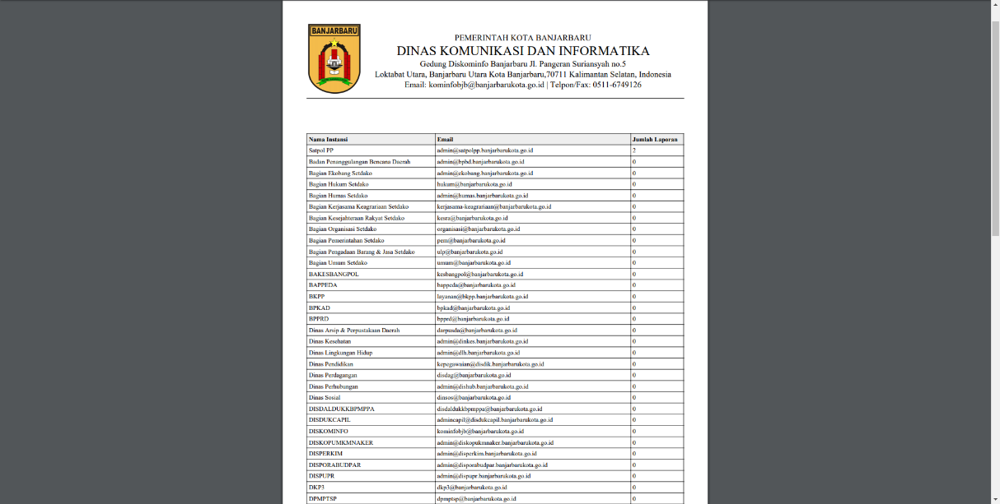 BANJARBARU
PEMERINTAH KOTA BANJARBARU
DINAS KOMUNIKASI DAN INFORMATIKA
Gedung Diskominfo Banjarbaru Jl. Pangeran Suriansyah no.5
Loktabat Utara, Banjarbaru Utara Kota Banjarbaru,70711 Kalimantan Selatan, Indonesia
Email: kominfobjb@banjarbarukota.go.id | Telpon/Fax: 0511-6749126
Nama Instansi Email Jumlah Laporan
Satpol PP admin@satpolpp.banjarbarukota.go.id 2
Badan Penanggulangan Bencana Daerah admin@bpbd.banjarbarukota.go.id 0
Bagian Ekobang Setdako admin@ekobang.banjarbarukota.go.id 0
Bagian Hukum Setdako hukum@banjarbarukota.go.id 0
Bagian Humas Setdako admin@humas.banjarbarukota.go.id 0
Bagian Kerjasama Keagrariaan Setdako kerjasama-keagrariaan@banjarbarukota.go.id 0
Bagian Kesejahteraan Rakyat Setdako kesra@banjarbarukota.go.id 0
Bagian Organisasi Setdako organisasi@banjarbarukota.go.id 0
Bagian Pemerintahan Setdako pem@banjarbarukota.go.id 0
Bagian Pengadaan Barang & Jasa Setdako ulp@banjarbarukota.go.id 0
Bagian Umum Setdako umum@banjarbarukota.go.id 0
BAKESBANGPOL kesbangpol@banjarbarukota.go.id 0
BAPPEDA bappeda@banjarbarukota.go.id 0
BKPP layanan@bkpp.banjarbarukota.go.id 0
BPKAD bpkad@banjarbarukota.go.id 0
BPPRD bpprd@banjarbarukota.go.id 0
Dinas Arsip & Perpustakaan Daerah darpusda@banjarbarukota.go.id 0
Dinas Kesehatan admin@dinkes.banjarbarukota.go.id 0
Dinas Lingkungan Hidup admin@dlh.banjarbarukota.go.id 0
Dinas Pendidikan kepegawaian@disdik.banjarbarukota.go.id 0
Dinas Perdagangan disdag@banjarbarukota.go.id 0
Dinas Perhubungan admin@dishub.banjarbarukota.go.id 0
Dinas Sosial dinsos@banjarbarukota.go.id 0
DISDALDUKKBPMPPA disdaldukkbpmppa@banjarbarukota.go.id 0
DISDUKCAPIL admincapil@disdukcapil.banjarbarukota.go.id 0
DISKOMINFO kominfobjb@banjarbarukota.go.id 0
DISKOPUMKMNAKER admin@diskopukmnaker.banjarbarukota.go.id 0
DISPERKIM admin@disperkim.banjarbarukota.go.id 0
DISPORABUDPAR admin@disporabudpar.banjarbarukota.go.id 0
DISPUPR admin@dispupr.banjarbarukota.go.id 0
DKP3 dkp3@banjarbarukota.go.id 0
DPMPTSP dpmptsp@banjarbarukota.go.id 0